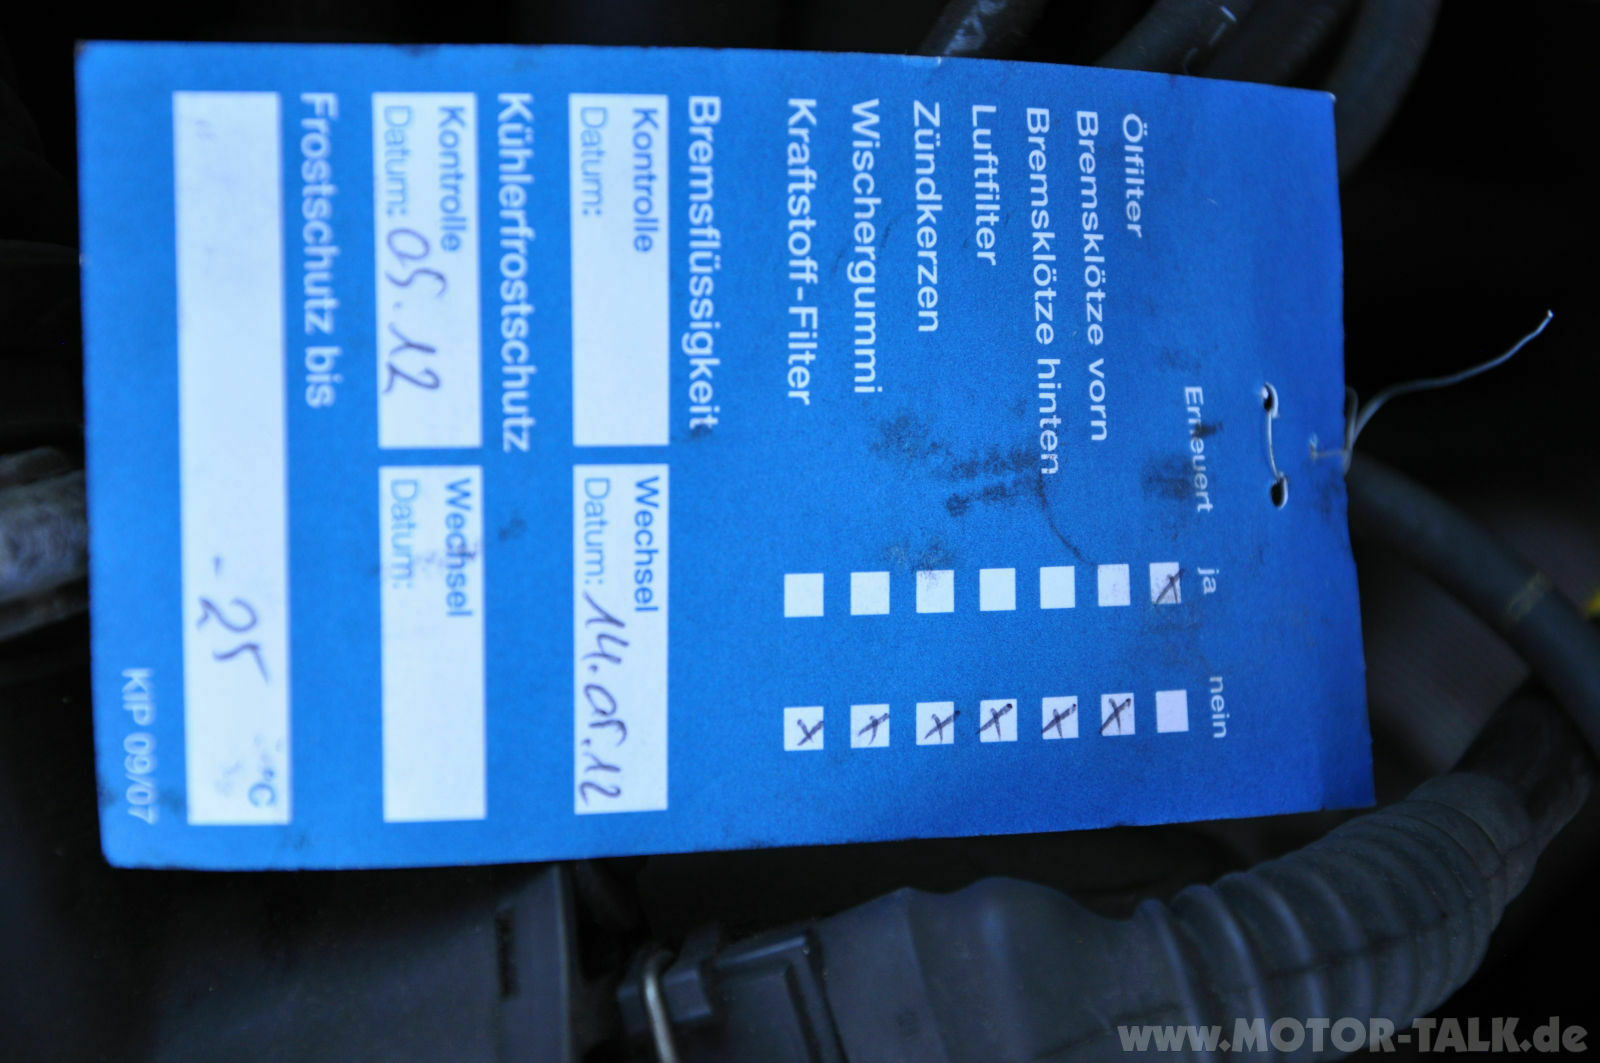 Erneuert ja nein
Ölfilter x
Bremsklötze vorn x
Bremsklötze hinten x
Luftfilter x
Zündkerzen x
Wischergummi x
Kraftstoff-Filter x
Bremsflüssigkeit
Kontrolle Wechsel
Datum: Datum: 14.05.12
Kühlerfrostschutz
Kontrolle Wechsel
Datum: 05.12 Datum:
Frostschutz bis
-25 °C
KIP 09/07
www.MOTOR-TALK.de